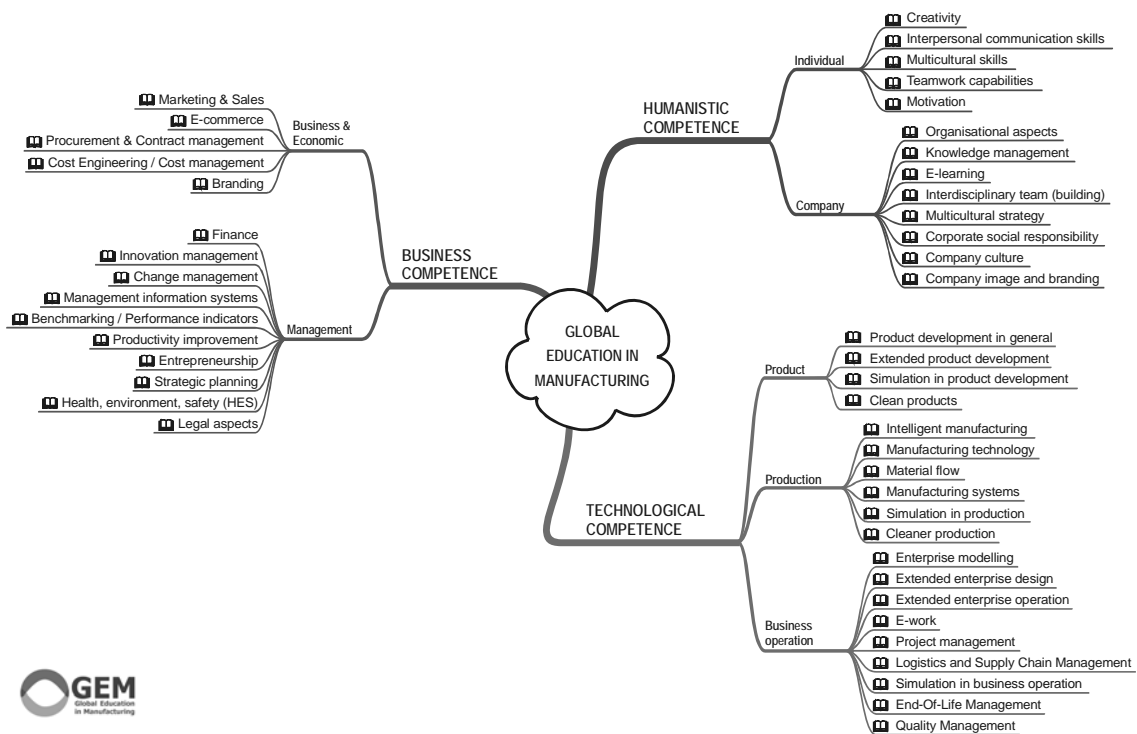 GLOBAL
EDUCATION IN
MANUFACTURING
BUSINESS
COMPETENCE
Business &
Economic
Marketing & Sales
E-commerce
Procurement & Contract management
Cost Engineering / Cost management
Branding
Management
Finance
Innovation management
Change management
Management information systems
Benchmarking / Performance indicators
Productivity improvement
Entrepreneurship
Strategic planning
Health, environment, safety (HES)
Legal aspects
HUMANISTIC
COMPETENCE
Individual
Creativity
Interpersonal communication skills
Multicultural skills
Teamwork capabilities
Motivation
Company
Organisational aspects
Knowledge management
E-learning
Interdisciplinary team (building)
Multicultural strategy
Corporate social responsibility
Company culture
Company image and branding
TECHNOLOGICAL
COMPETENCE
Product
Product development in general
Extended product development
Simulation in product development
Clean products
Production
Intelligent manufacturing
Manufacturing technology
Material flow
Manufacturing systems
Simulation in production
Cleaner production
Business
operation
Enterprise modelling
Extended enterprise design
Extended enterprise operation
E-work
Project management
Logistics and Supply Chain Management
Simulation in business operation
End-Of-Life Management
Quality Management
GEM
Global Education
in Manufacturing